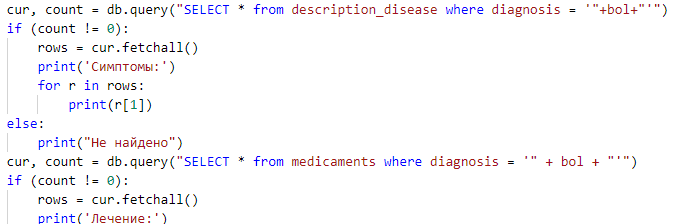 cur, count = db.query("SELECT * from description_disease where diagnosis = '"+bol+"'")
if (count != 0):
    rows = cur.fetchall()
    print('Симптомы:')
    for r in rows:
        print(r[1])
else:
    print("Не найдено")
cur, count = db.query("SELECT * from medicaments where diagnosis = '" + bol + "'")
if (count != 0):
    rows = cur.fetchall()
    print('Лечение:')